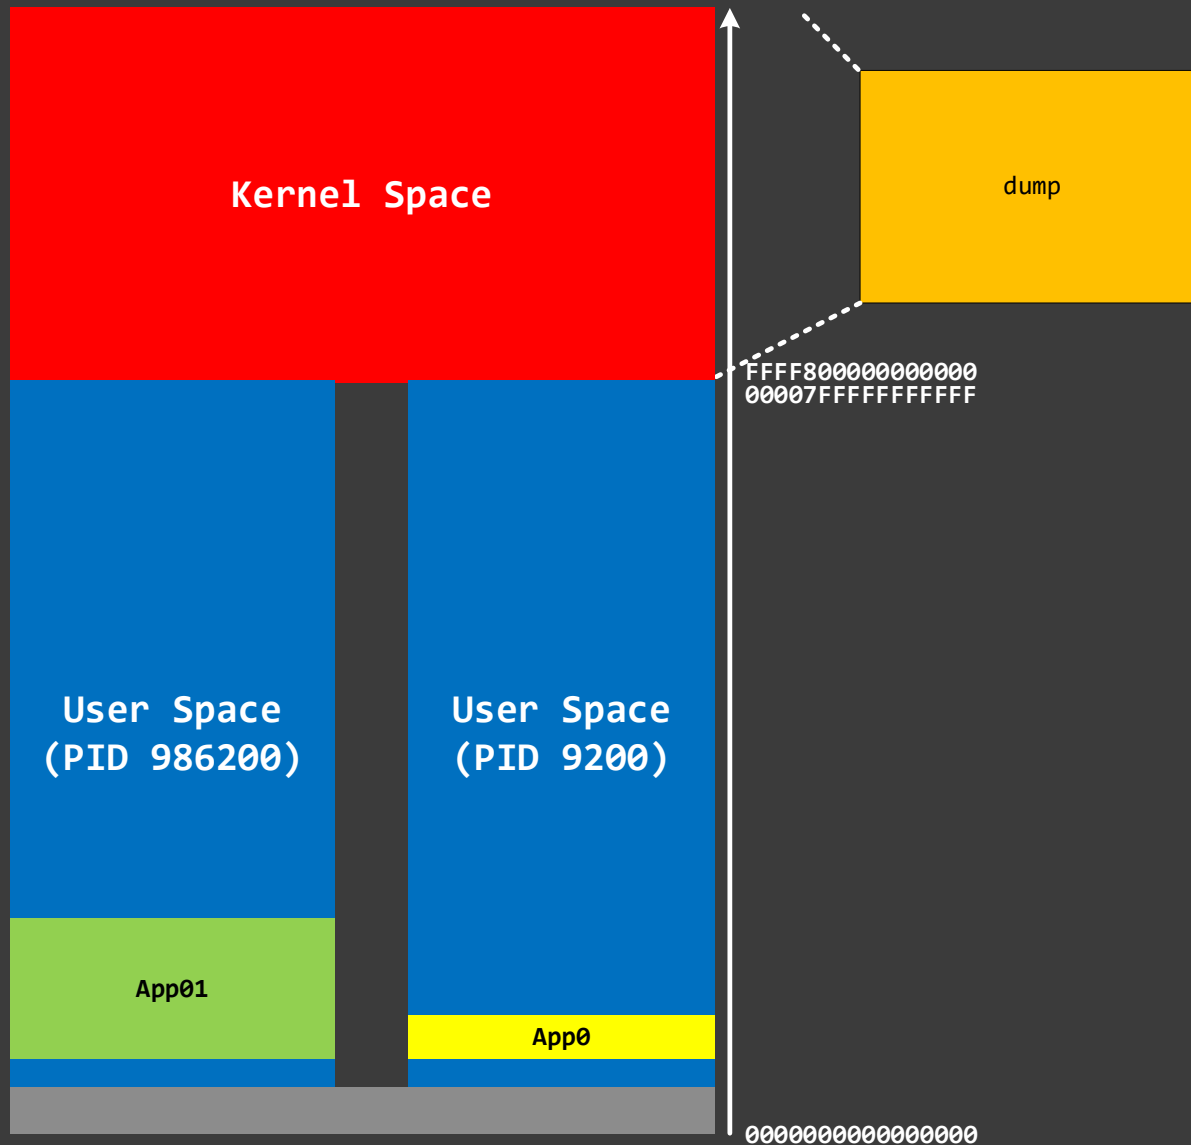 Kernel Space
dump
FFFF800000000000
00007FFFFFFFFFFF
User Space
(PID 986200)
User Space
(PID 9200)
App01
App0
0000000000000000